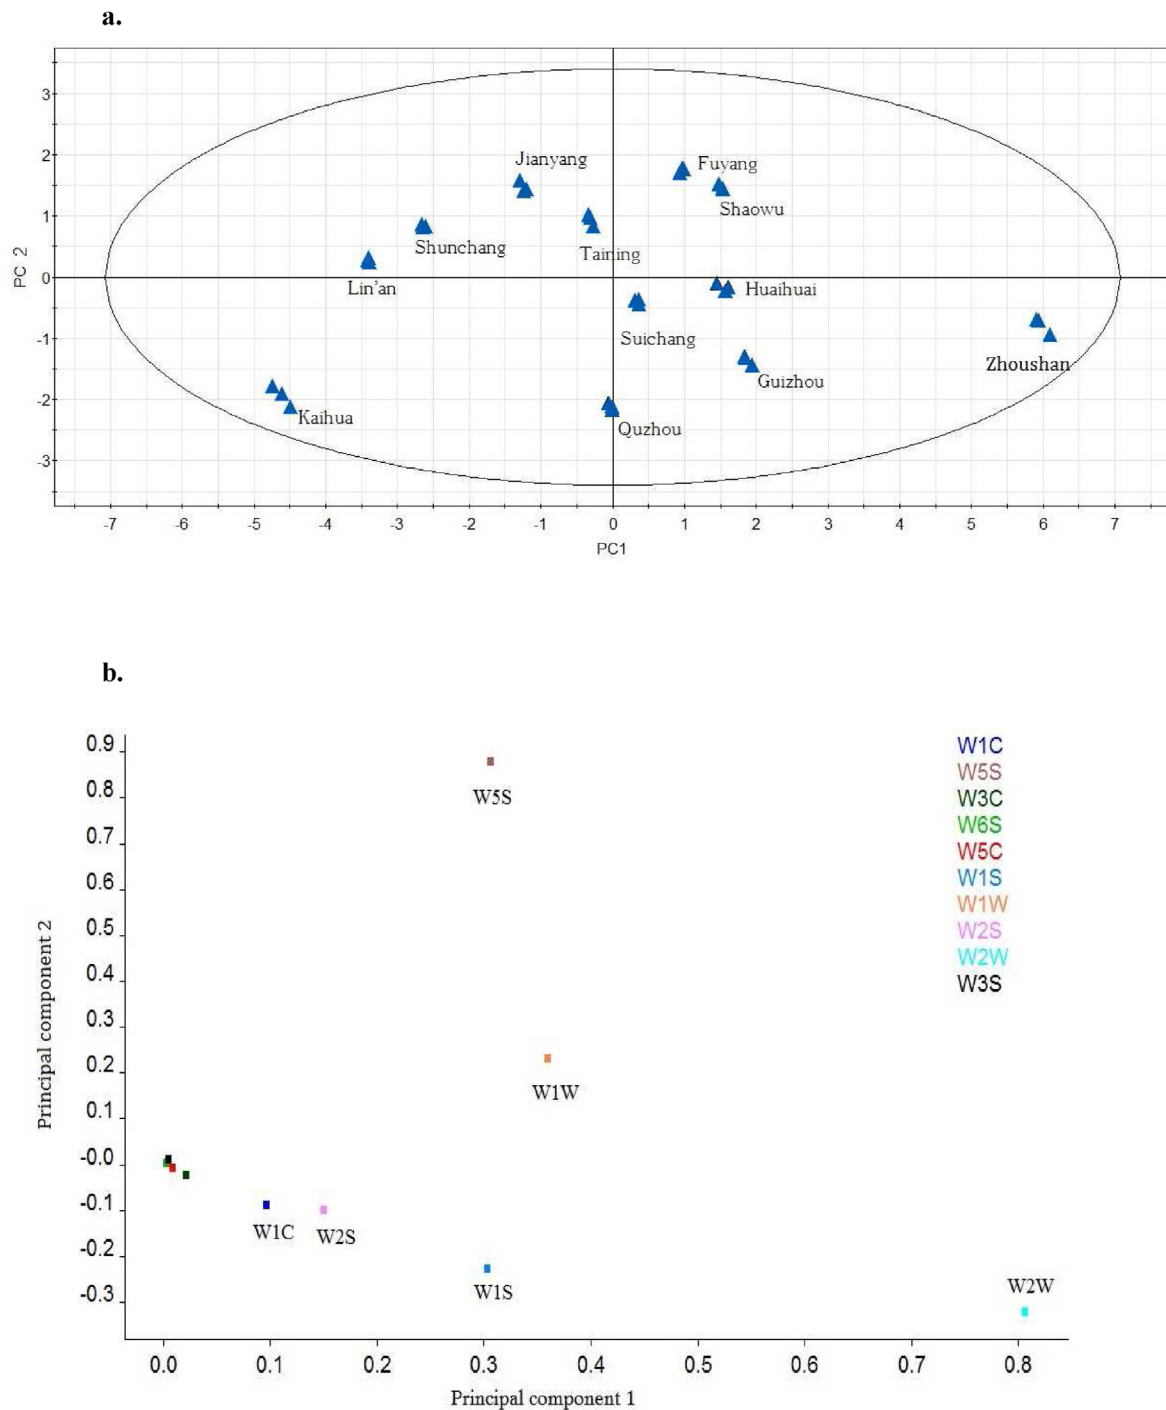 a.
3
2
1
0
-1
-2
-3
PC 2
Jianyang
Fuyang
Shaowu
Shunchang
Taining
Lin'an
Huaihuai
Suichang
Zhoushan
Guizhou
Kaihua
Quzhou
-7 -6 -5 -4 -3 -2 -1 0 1 2 3 4 5 6 7
PC1
b.
0.9
0.8
0.7
0.6
0.5
0.4
0.3
0.2
0.1
-0.0
-0.1
-0.2
-0.3
Principal component 2
W5S
W1W
W1C
W2S
W1S
W2W
W1C
W5S
W3C
W6S
W5C
W1S
W1W
W2S
W2W
W3S
0.0 0.1 0.2 0.3 0.4 0.5 0.6 0.7 0.8
Principal component 1